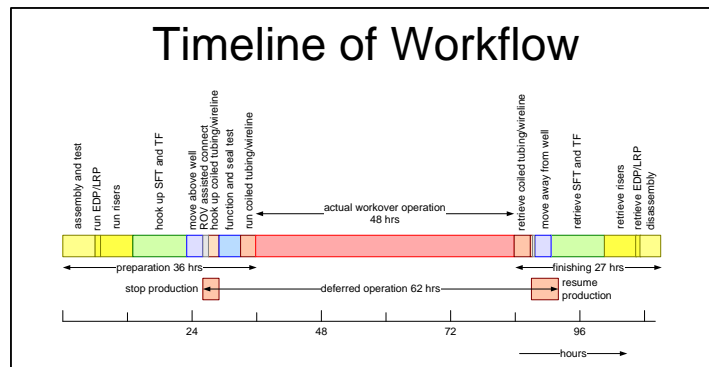 Timeline of Workflow
assembly and test
run EDP/LRP
run risers
hook up SFT and TF
move above well
ROV assisted connect
hook up coiled tubing/wireline
function and seal test
run coiled tubing/wireline
actual workover operation
48 hrs
retrieve coiled tubing/wireline
move away from well
retrieve SFT and TF
retrieve risers
retrieve EDP/LRP
disassembly
preparation 36 hrs
finishing 27 hrs
stop production
deferred operation 62 hrs
resume
production
24
48
72
96
hours